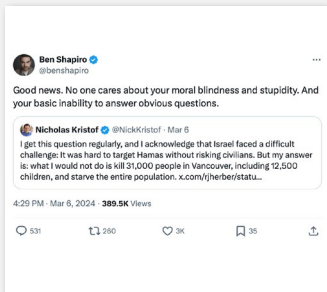 Ben Shapiro
@benshapiro
Good news. No one cares about your moral blindness and stupidity. And
your basic inability to answer obvious questions.
Nicholas Kristof @NickKristof · Mar 6
I get this question regularly, and I acknowledge that Israel faced a difficult
challenge: It was hard to target Hamas without risking civilians. But my answer
is: what I would not do is kill 31,000 people in Vancouver, including 12,500
children, and starve the entire population. x.com/rjherber/statu...
4:29 PM · Mar 6, 2024 · 389.5K Views
531 260 3K 35